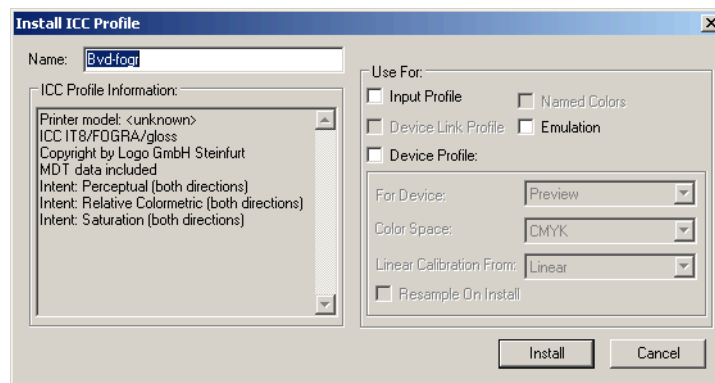 Install ICC Profile
Name: Bvd-fogr
ICC Profile Information:
Printer model: <unknown>
ICC IT8/FOGRA/gloss
Copyright by Logo GmbH Steinfurt
MDT data included
Intent: Perceptual (both directions)
Intent: Relative Colormetric (both directions)
Intent: Saturation (both directions)
Use For:
Input Profile Named Colors
Device Link Profile Emulation
Device Profile:
For Device: Preview
Color Space: CMYK
Linear Calibration From: Linear
Resample On Install
Install Cancel